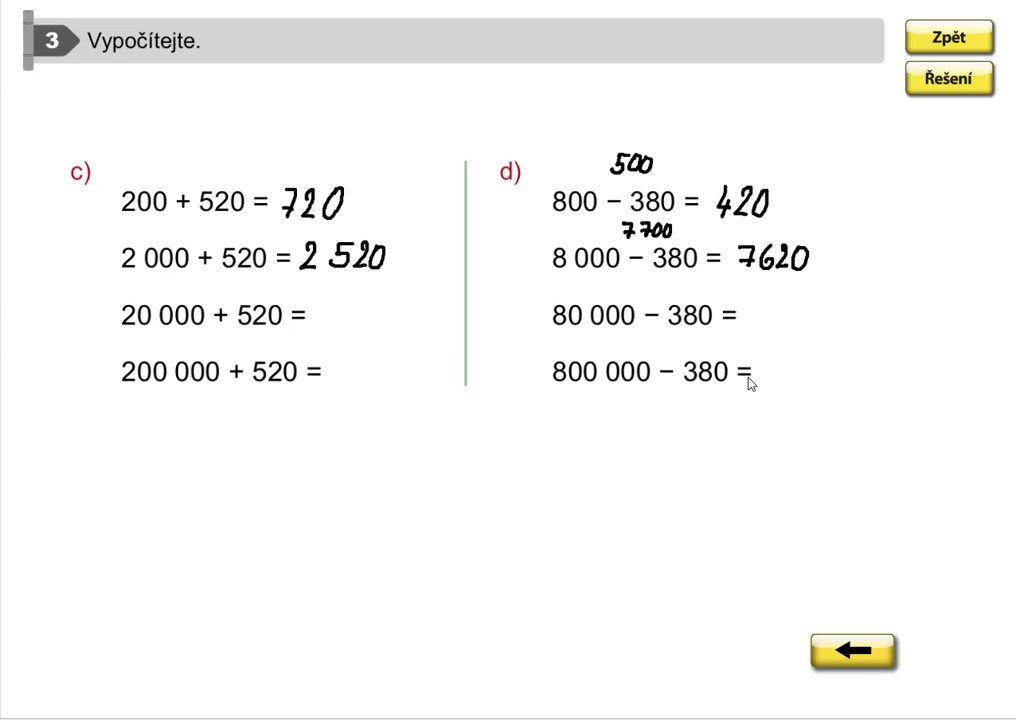 3 Vypočítejte.
Zpět
Řešení
c)
200 + 520 = 720
2 000 + 520 = 2 520
20 000 + 520 =
200 000 + 520 =
d)
500
800 − 380 = 420
7 700
8 000 − 380 = 7620
80 000 − 380 =
800 000 − 380 =